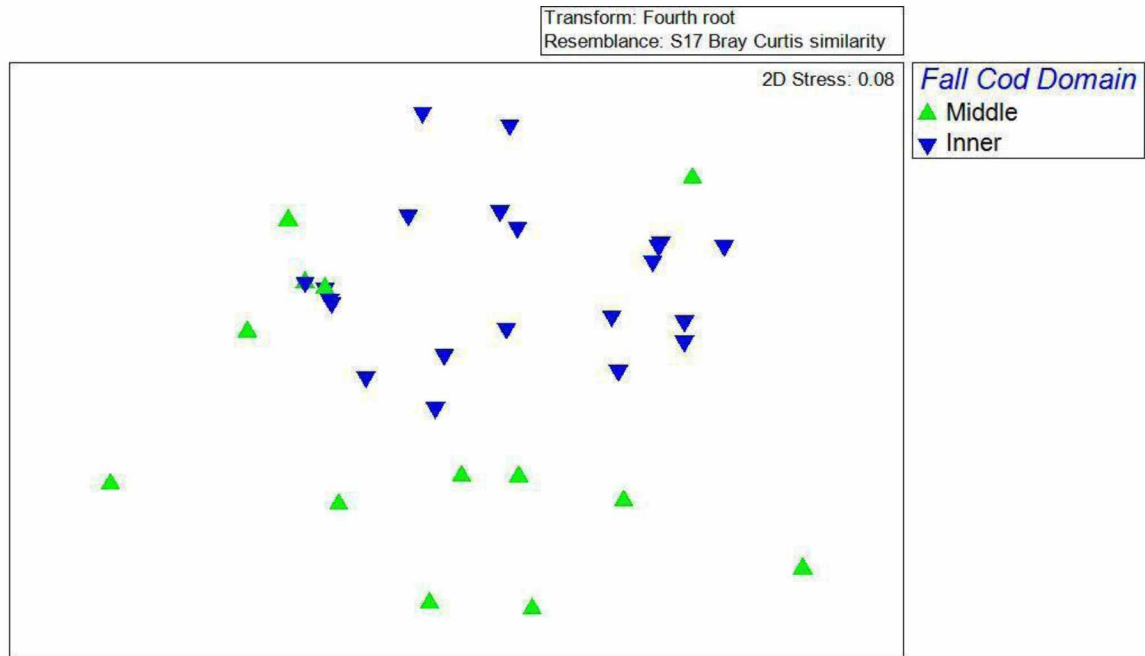 Transform: Fourth root
Resemblance: S17 Bray Curtis similarity
2D Stress: 0.08
Fall Cod Domain
Middle
Inner